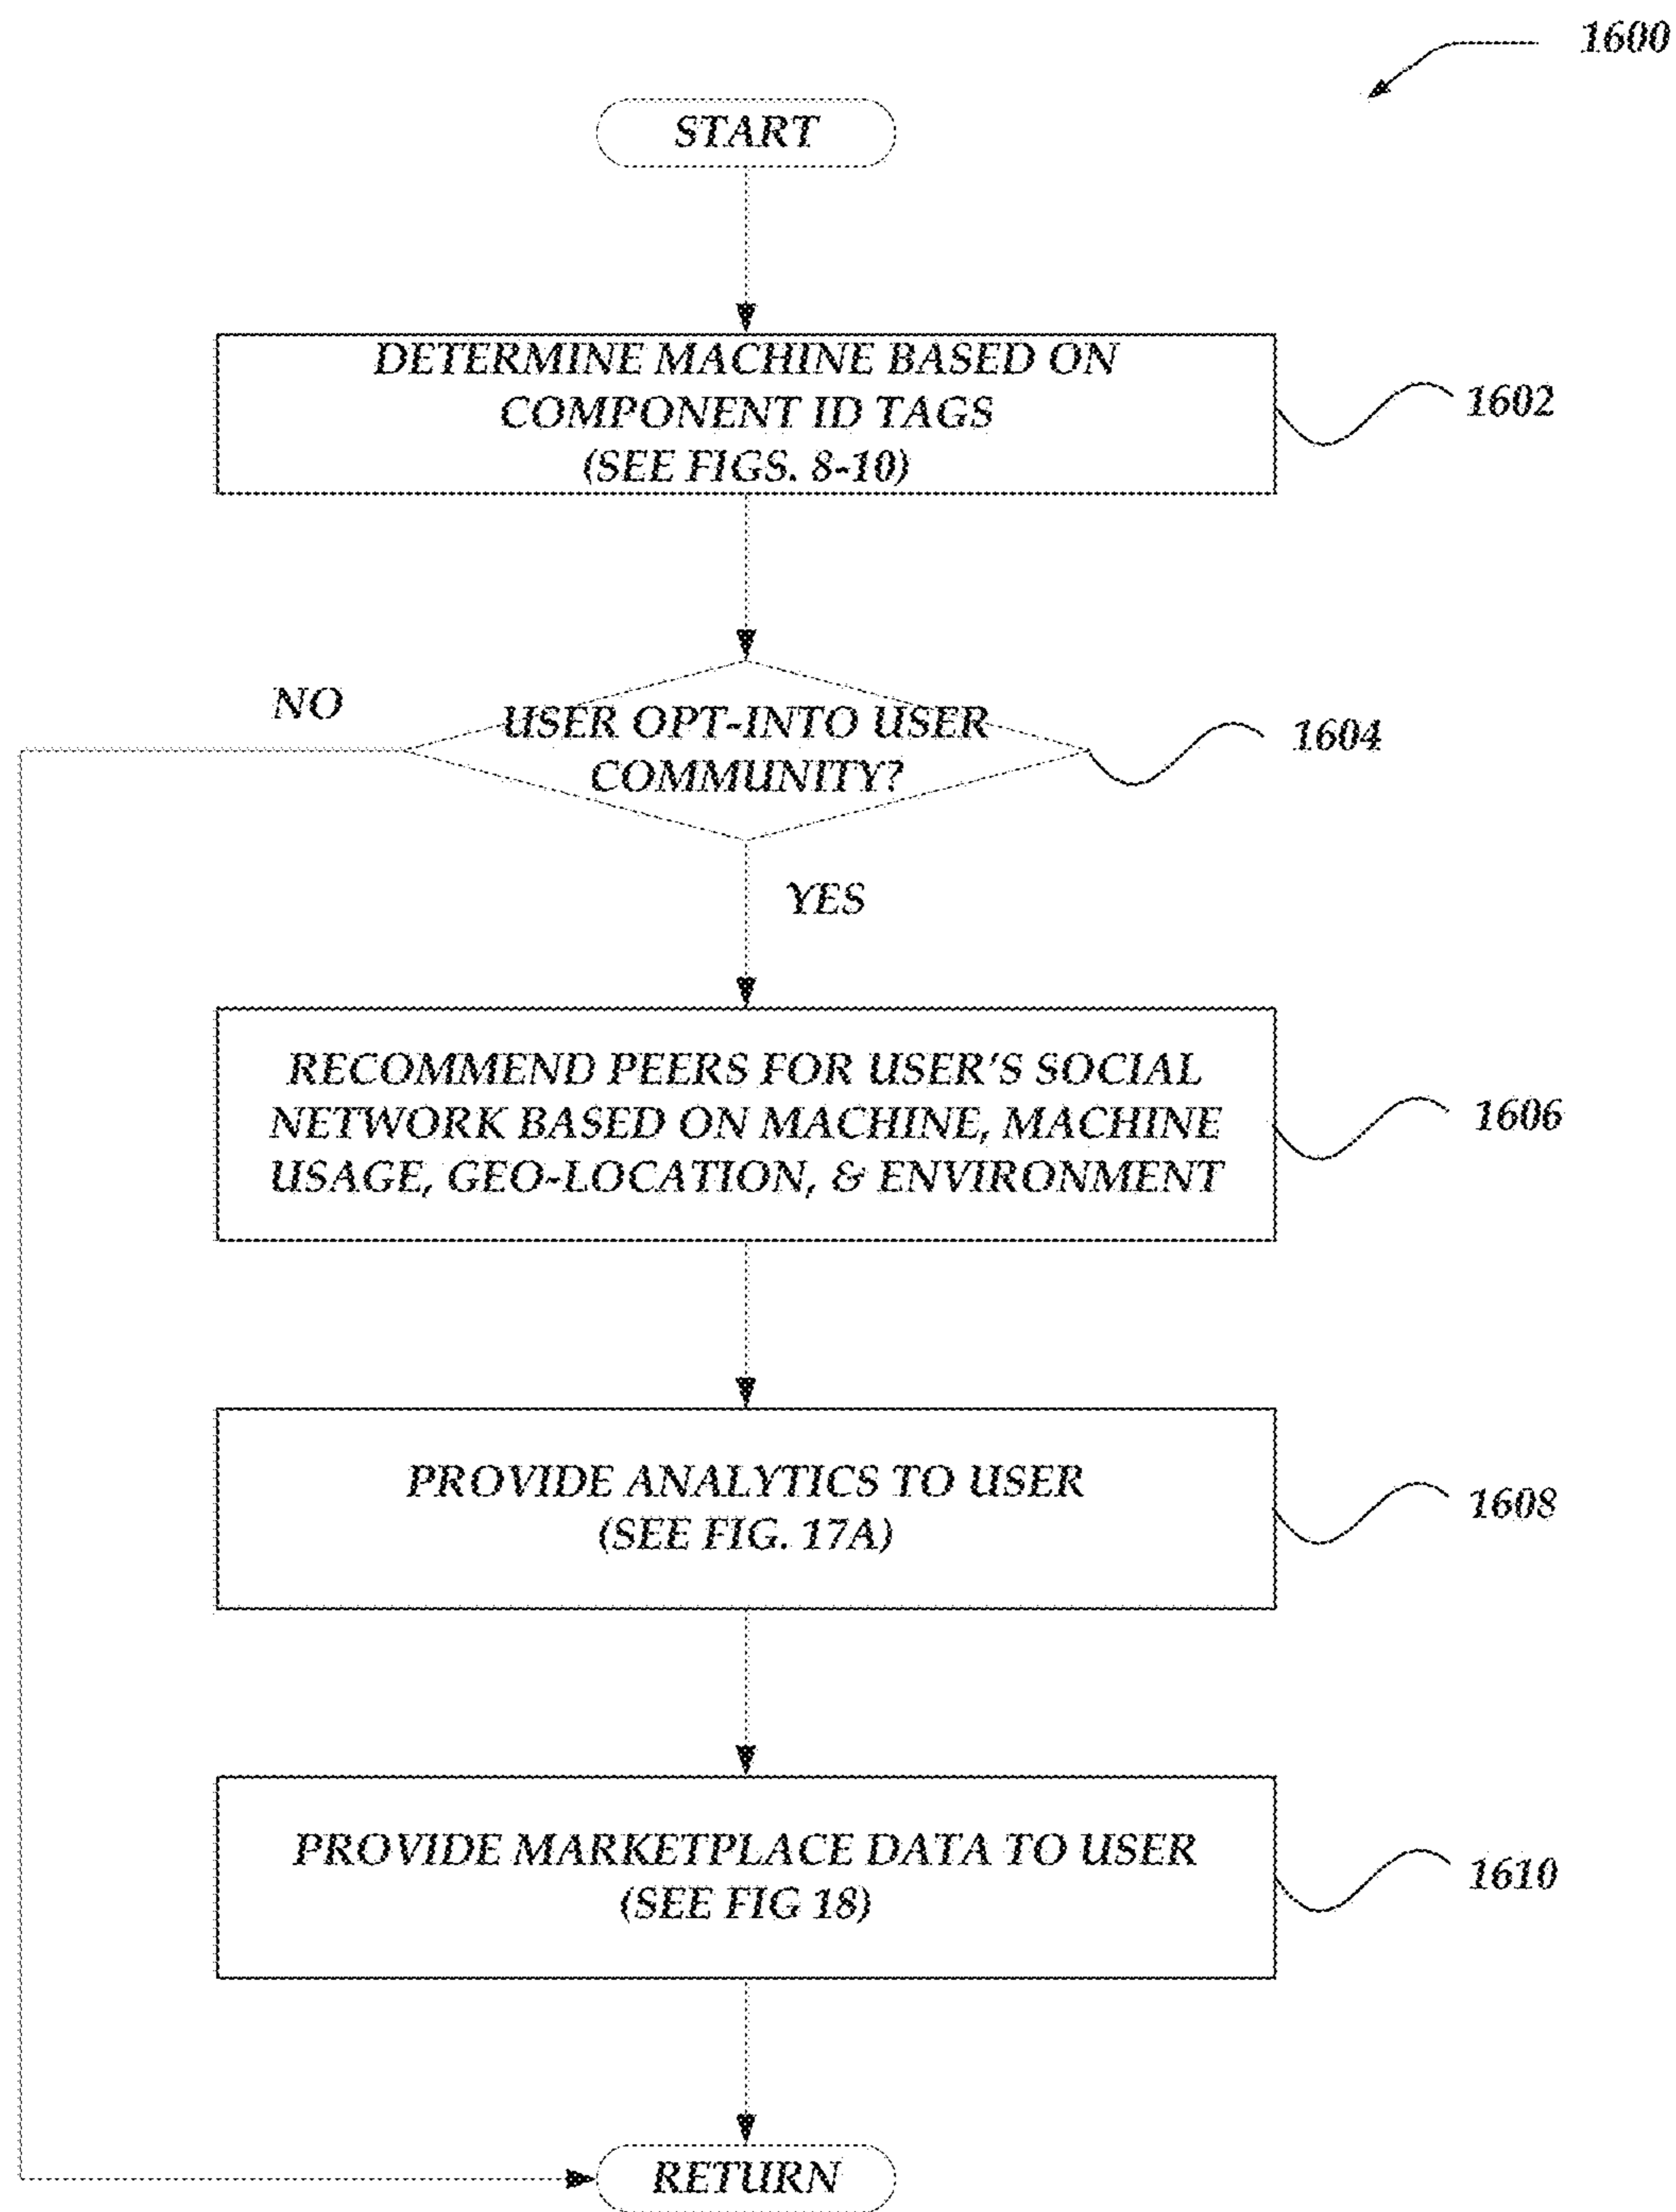 1600
START
DETERMINE MACHINE BASED ON
COMPONENT ID TAGS
(SEE FIGS. 8-10)
1602
NO
USER OPT-INTO USER
COMMUNITY?
1604
YES
RECOMMEND PEERS FOR USER'S SOCIAL
NETWORK BASED ON MACHINE, MACHINE
USAGE, GEO-LOCATION, & ENVIRONMENT
1606
PROVIDE ANALYTICS TO USER
(SEE FIG. 17A)
1608
PROVIDE MARKETPLACE DATA TO USER
(SEE FIG 18)
1610
RETURN